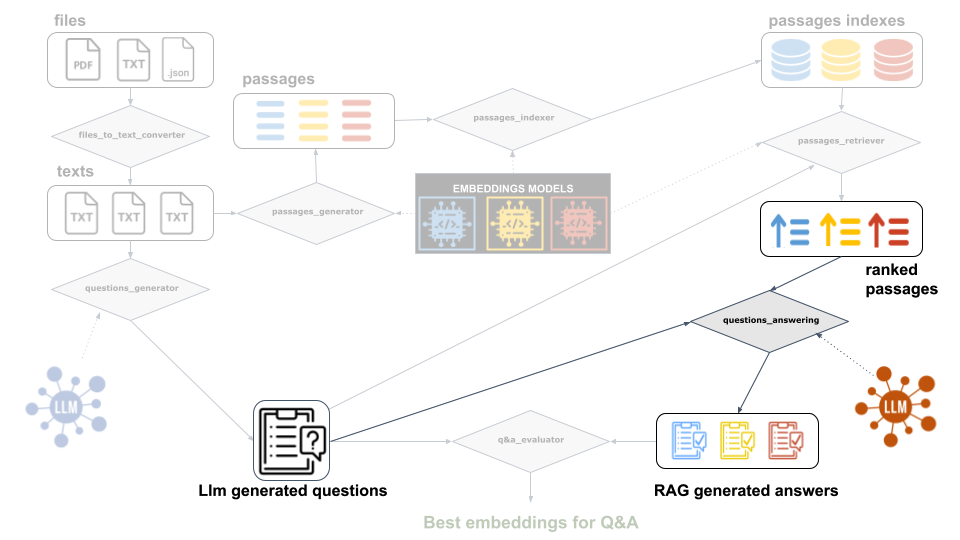 files
passages indexes
PDF
TXT
.json
passages
files_to_text_converter
passages_indexer
passages_retriever
texts
EMBEDDINGS MODELS
</>
</>
</>
TXT
TXT
TXT
passages_generator
ranked
passages
questions_generator
questions_answering
LLM
LLM
?
q&a_evaluator
Llm generated questions
RAG generated answers
Best embeddings for Q&A